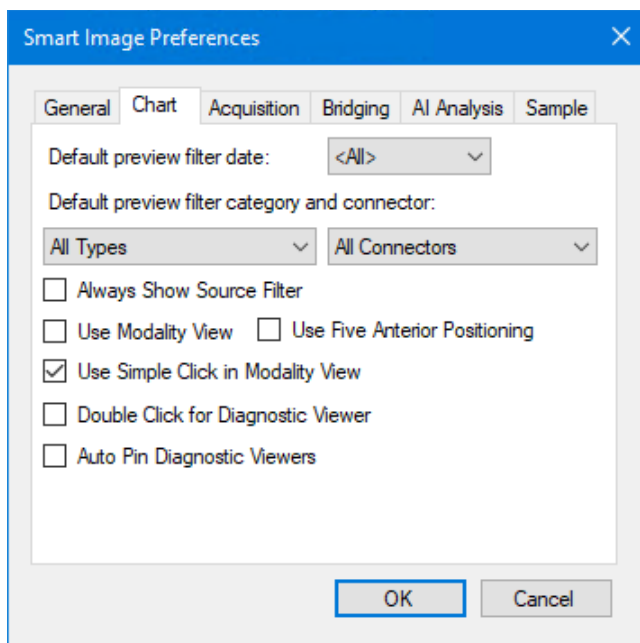 Smart Image Preferences
General Chart Acquisition Bridging AI Analysis Sample
Default preview filter date: <All>
Default preview filter category and connector:
All Types All Connectors
Always Show Source Filter
Use Modality View Use Five Anterior Positioning
Use Simple Click in Modality View
Double Click for Diagnostic Viewer
Auto Pin Diagnostic Viewers
OK Cancel